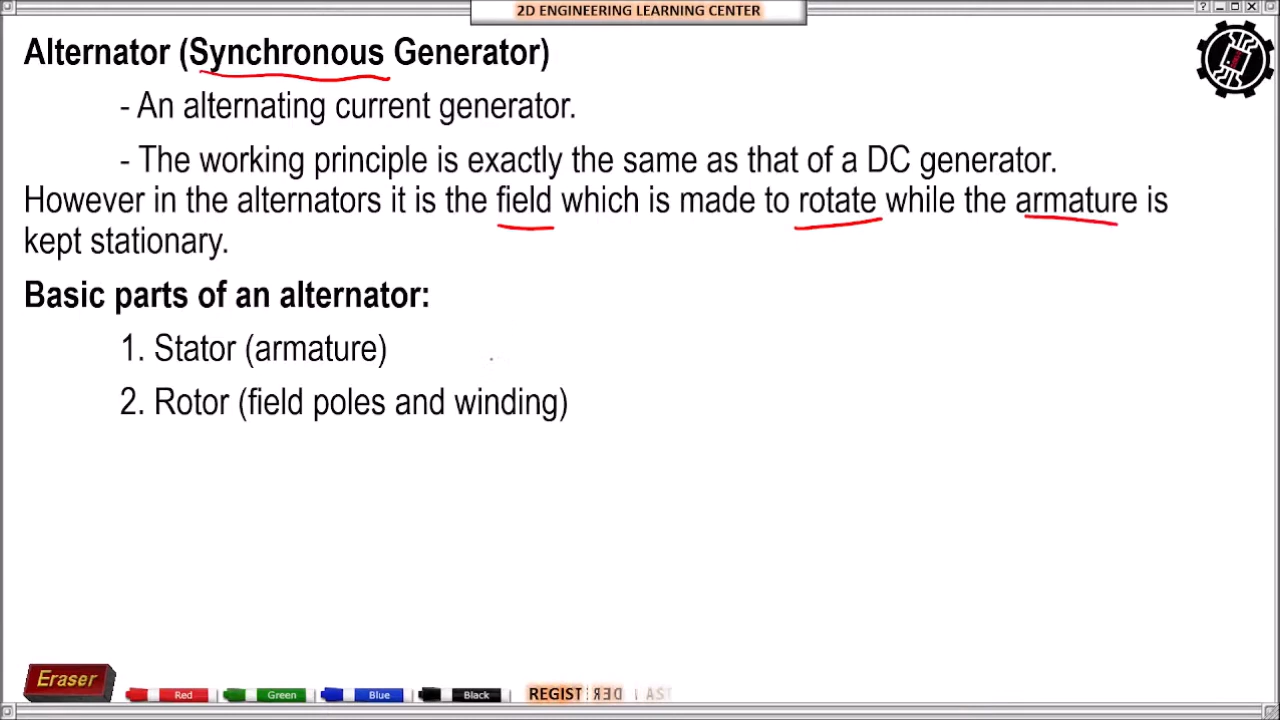 2D ENGINEERING LEARNING CENTER
Alternator (Synchronous Generator)
- An alternating current generator.
- The working principle is exactly the same as that of a DC generator.
However in the alternators it is the field which is made to rotate while the armature is
kept stationary.
Basic parts of an alternator:
1. Stator (armature)
2. Rotor (field poles and winding)
Eraser
Red Green Blue Black REGIST